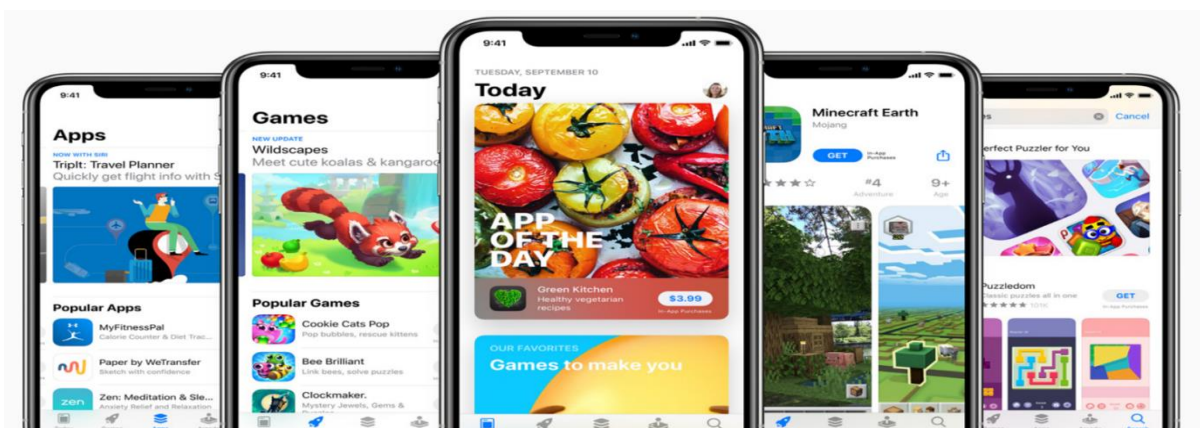 9:41
Apps
NOW WITH SIRI
TripIt: Travel Planner
Quickly get flight info with S
Popular Apps
MyFitnessPal
Calorie Counter & Diet Trac...
Paper by WeTransfer
Sketch with confidence
zen
Zen: Meditation & Sle...
Anxiety Relief and Relaxation
9:41
Games
NEW UPDATE
Wildscapes
Meet cute koalas & kangaroo
Popular Games
Cookie Cats Pop
Pop bubbles, rescue kittens
Bee Brilliant
Link bees, solve puzzles
Clockmaker.
Mystery Jewels, Gems &
9:41
TUESDAY, SEPTEMBER 10
Today
APP
OF THE
DAY
Green Kitchen
Healthy vegetarian
recipes
$3.99
In-App Purchases
OUR FAVORITES
Games to make you
Minecraft Earth
Mojang
GET
In-App
Purchases
#4
9+
Adventure
Age
Cancel
erfect Puzzler for You
Puzzledom
Classic puzzles all in one
GET
In-App Purchases